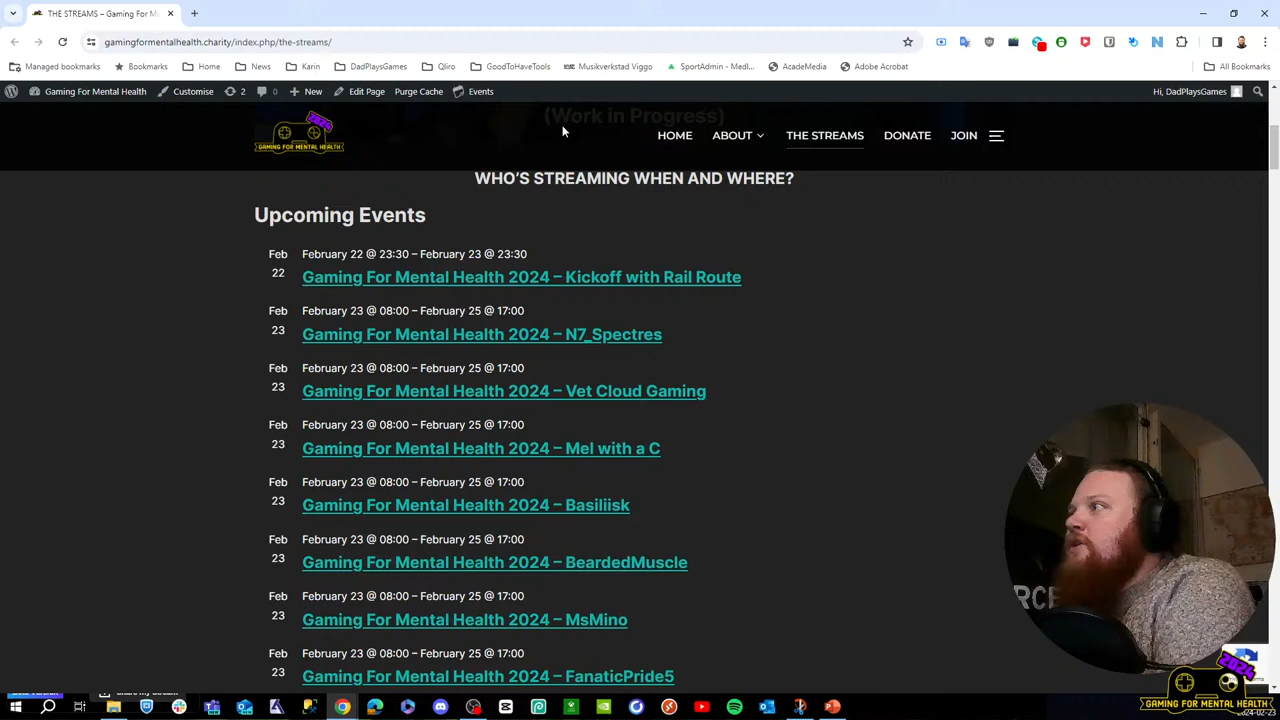 THE STREAMS – Gaming For M
gamingformentalhealth.charity/index.php/the-streams/
Managed bookmarks
Bookmarks
Home
News
Karin
DadPlaysGames
Qliro
GoodToHaveTools
Musikverkstad Viggo
SportAdmin - Medl...
AcadeMedia
Adobe Acrobat
All Bookmarks
Gaming For Mental Health
Customise
2
0
New
Edit Page
Purge Cache
Events
Hi, DadPlaysGames
(Work in Progress)
2024
GAMING FOR MENTAL HEALTH
HOME
ABOUT
THE STREAMS
DONATE
JOIN
WHO'S STREAMING WHEN AND WHERE?
Upcoming Events
Feb
22
February 22 @ 23:30 – February 23 @ 23:30
Gaming For Mental Health 2024 – Kickoff with Rail Route
Feb
23
February 23 @ 08:00 – February 25 @ 17:00
Gaming For Mental Health 2024 – N7_Spectres
Feb
23
February 23 @ 08:00 – February 25 @ 17:00
Gaming For Mental Health 2024 – Vet Cloud Gaming
Feb
23
February 23 @ 08:00 – February 25 @ 17:00
Gaming For Mental Health 2024 – Mel with a C
Feb
23
February 23 @ 08:00 – February 25 @ 17:00
Gaming For Mental Health 2024 – Basiliisk
Feb
23
February 23 @ 08:00 – February 25 @ 17:00
Gaming For Mental Health 2024 – BeardedMuscle
Feb
23
February 23 @ 08:00 – February 25 @ 17:00
Gaming For Mental Health 2024 – MsMino
Feb
23
February 23 @ 08:00 – February 25 @ 17:00
Gaming For Mental Health 2024 – FanaticPride5
2024
GAMING FOR MENTAL HEALTH
2024-02-23